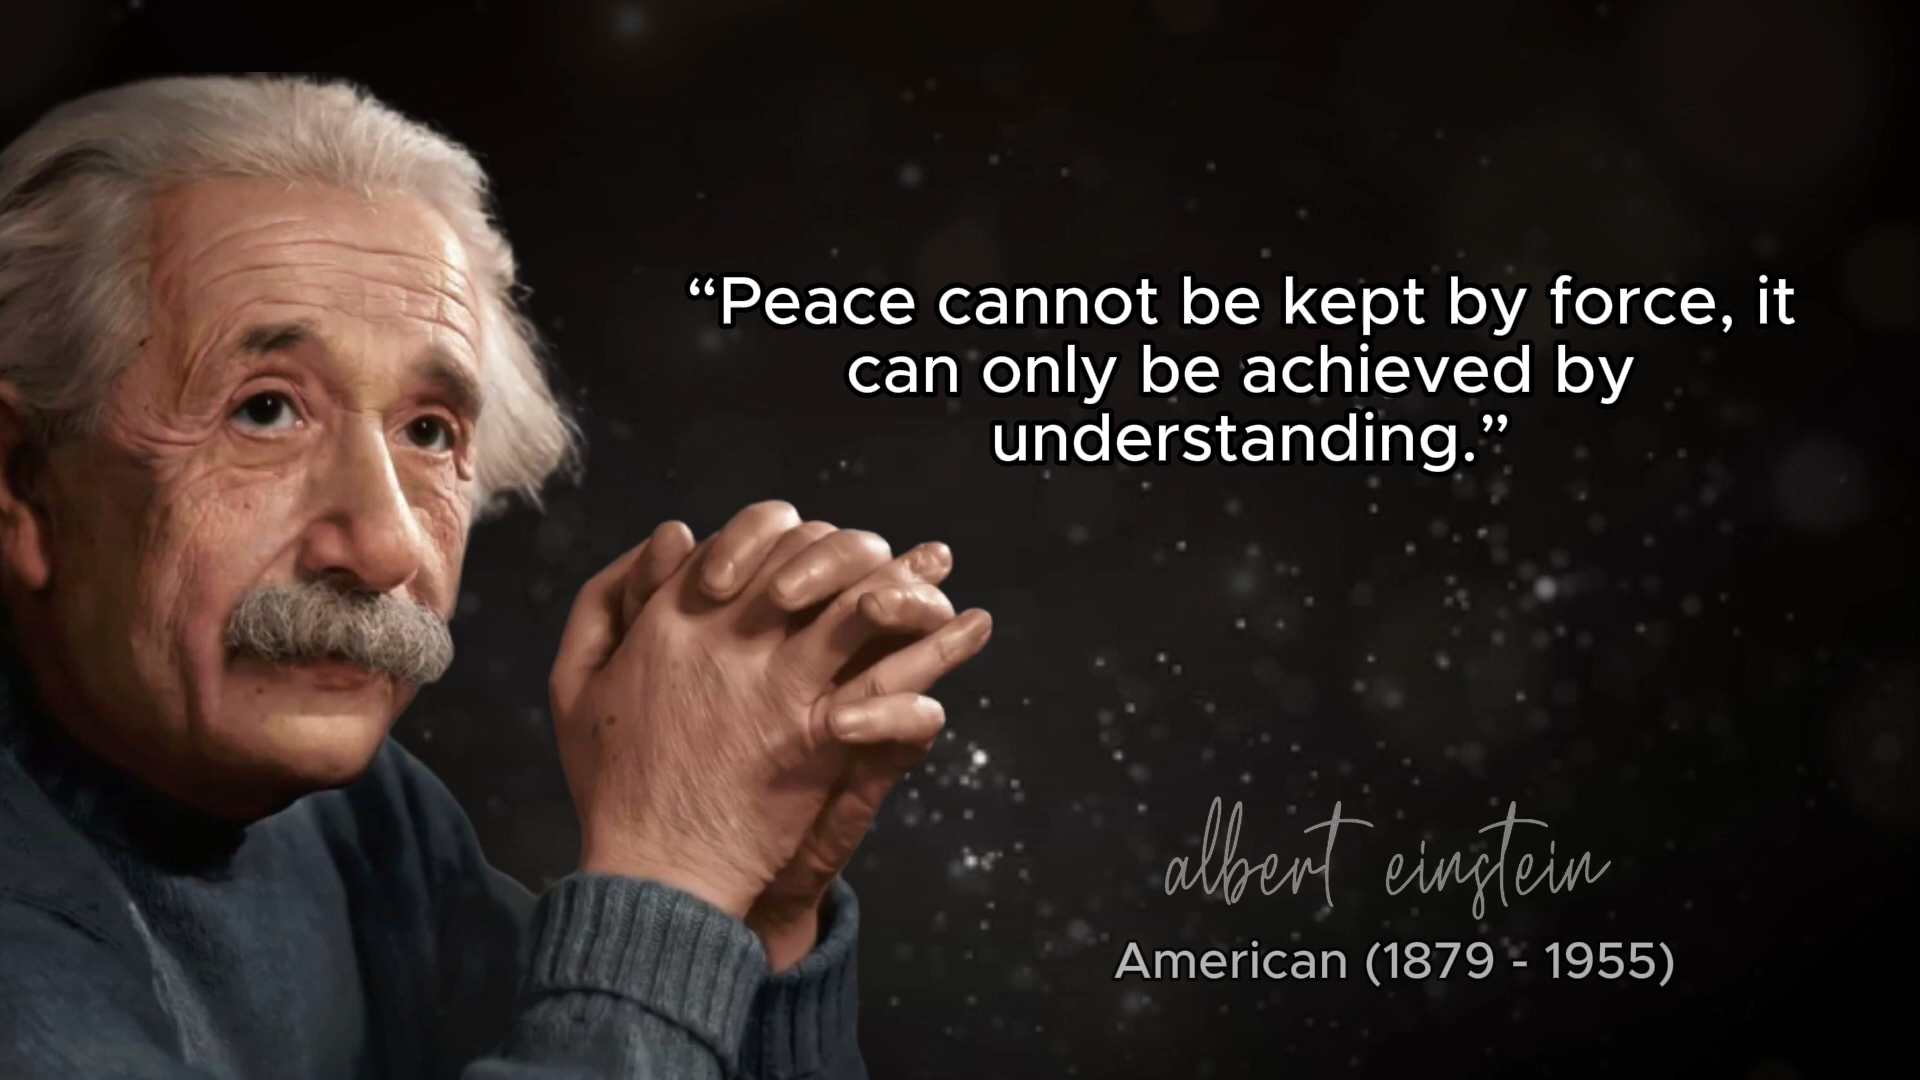 “Peace cannot be kept by force, it
can only be achieved by
understanding.”
albert einstein
American (1879 - 1955)